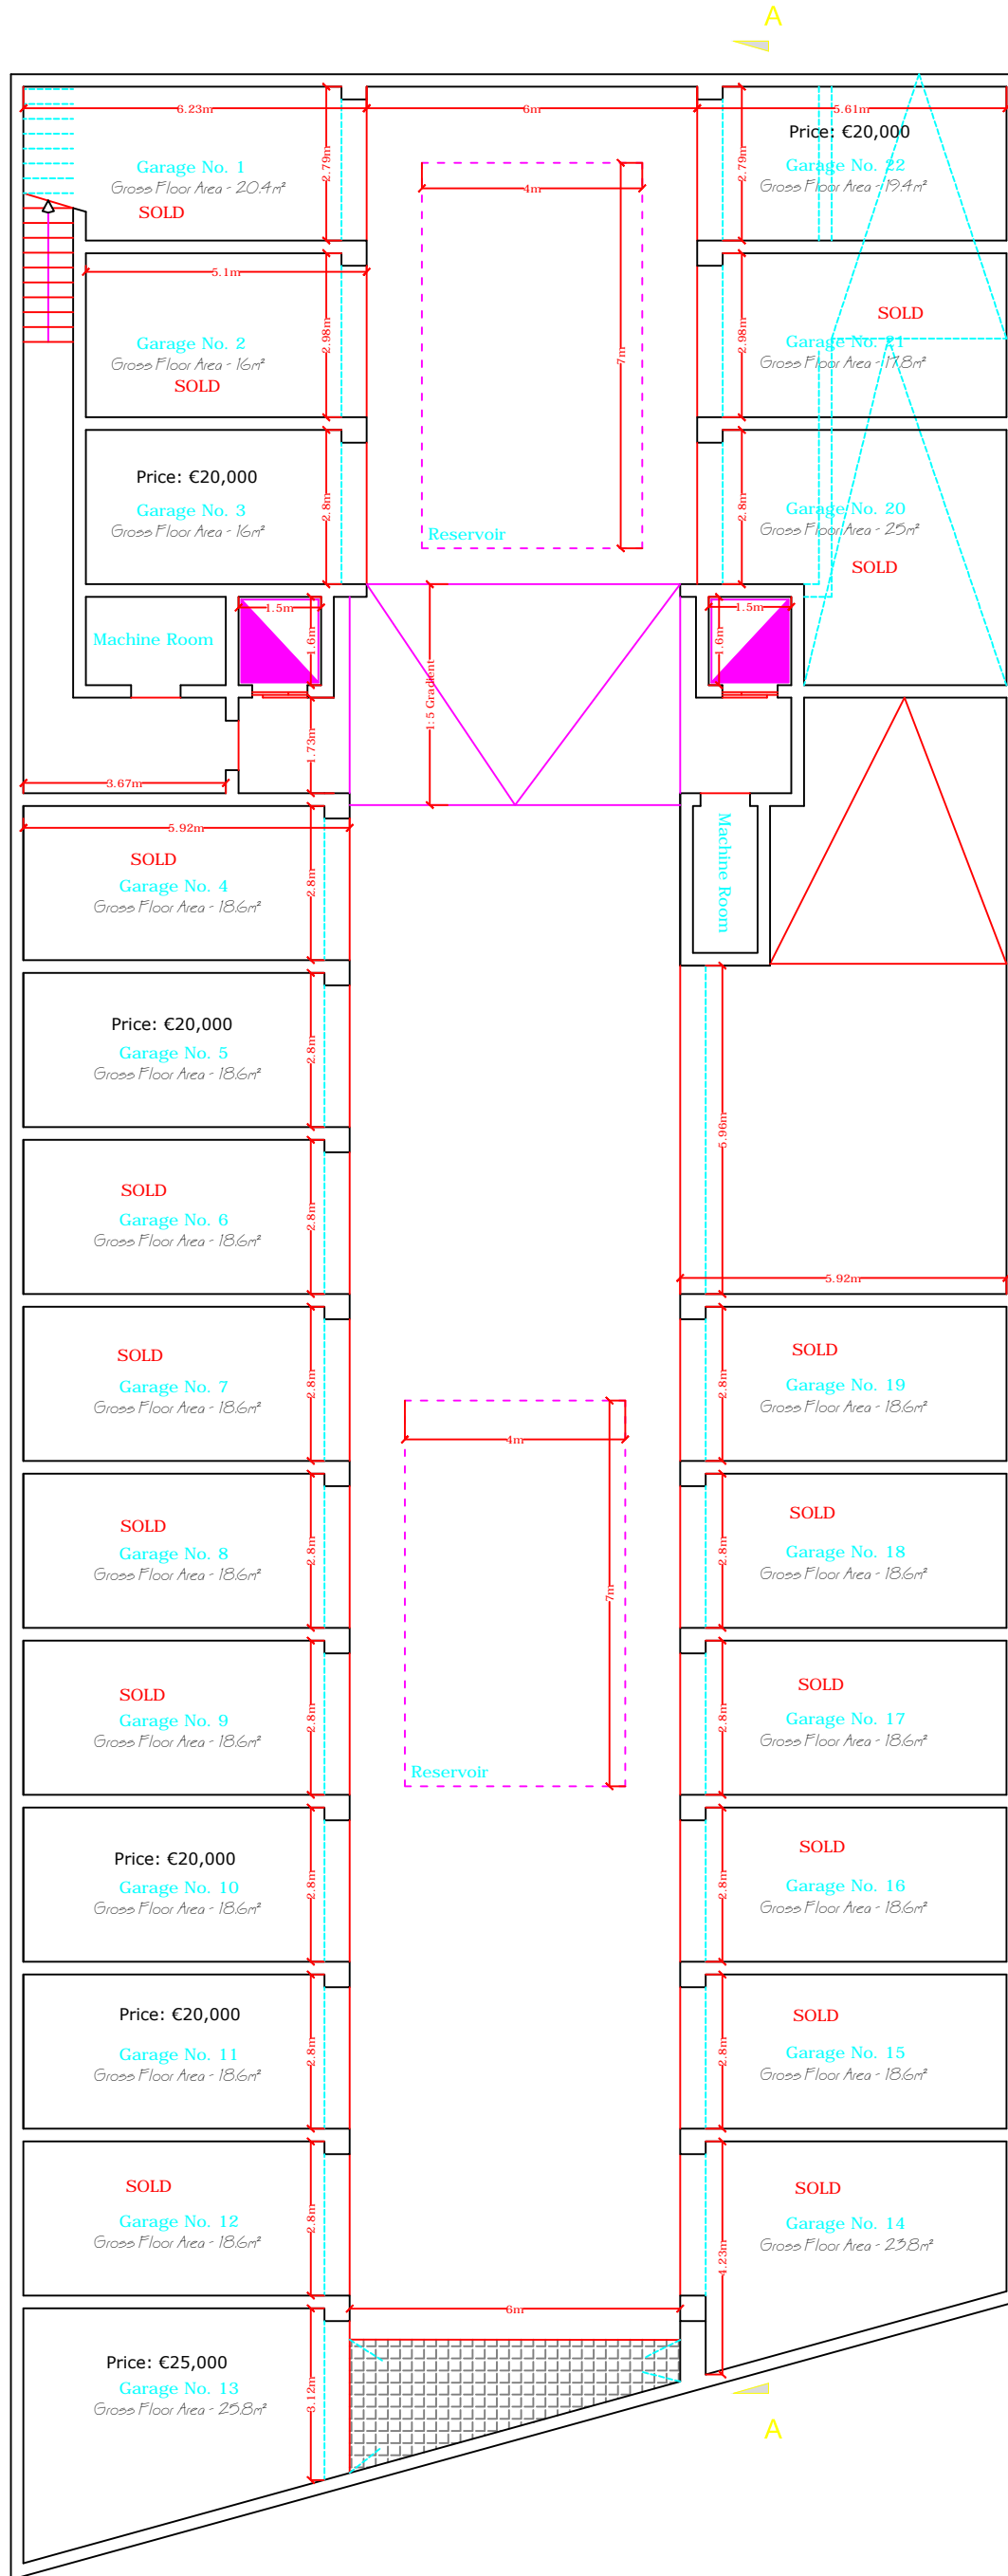 A
6.23m
6m
5.61m
Price: €20,000
Garage No. 1
Gross Floor Area - 20.4m²
SOLD
2.79m
4m
2.79m
Garage No. 22
Gross Floor Area - 19.4m²
5.1m
Garage No. 2
Gross Floor Area - 16m²
SOLD
2.98m
7m
2.98m
SOLD
Garage No. 21
Gross Floor Area - 17.8m²
Price: €20,000
Garage No. 3
Gross Floor Area - 16m²
2.8m
Reservoir
2.8m
Garage No. 20
Gross Floor Area - 25m²
SOLD
Machine Room
1.5m
1.6m
1:5 Gradient
1.5m
1.6m
1.73m
3.67m
5.92m
SOLD
Garage No. 4
Gross Floor Area - 18.6m²
2.8m
Machine Room
Price: €20,000
Garage No. 5
Gross Floor Area - 18.6m²
2.8m
5.96m
SOLD
Garage No. 6
Gross Floor Area - 18.6m²
2.8m
5.92m
SOLD
Garage No. 7
Gross Floor Area - 18.6m²
2.8m
4m
2.8m
SOLD
Garage No. 19
Gross Floor Area - 18.6m²
SOLD
Garage No. 8
Gross Floor Area - 18.6m²
2.8m
7m
2.8m
SOLD
Garage No. 18
Gross Floor Area - 18.6m²
SOLD
Garage No. 9
Gross Floor Area - 18.6m²
2.8m
Reservoir
2.8m
SOLD
Garage No. 17
Gross Floor Area - 18.6m²
Price: €20,000
Garage No. 10
Gross Floor Area - 18.6m²
2.8m
2.8m
SOLD
Garage No. 16
Gross Floor Area - 18.6m²
Price: €20,000
Garage No. 11
Gross Floor Area - 18.6m²
2.8m
2.8m
SOLD
Garage No. 15
Gross Floor Area - 18.6m²
SOLD
Garage No. 12
Gross Floor Area - 18.6m²
2.8m
4.23m
SOLD
Garage No. 14
Gross Floor Area - 23.8m²
6m
Price: €25,000
Garage No. 13
Gross Floor Area - 25.8m²
3.12m
A